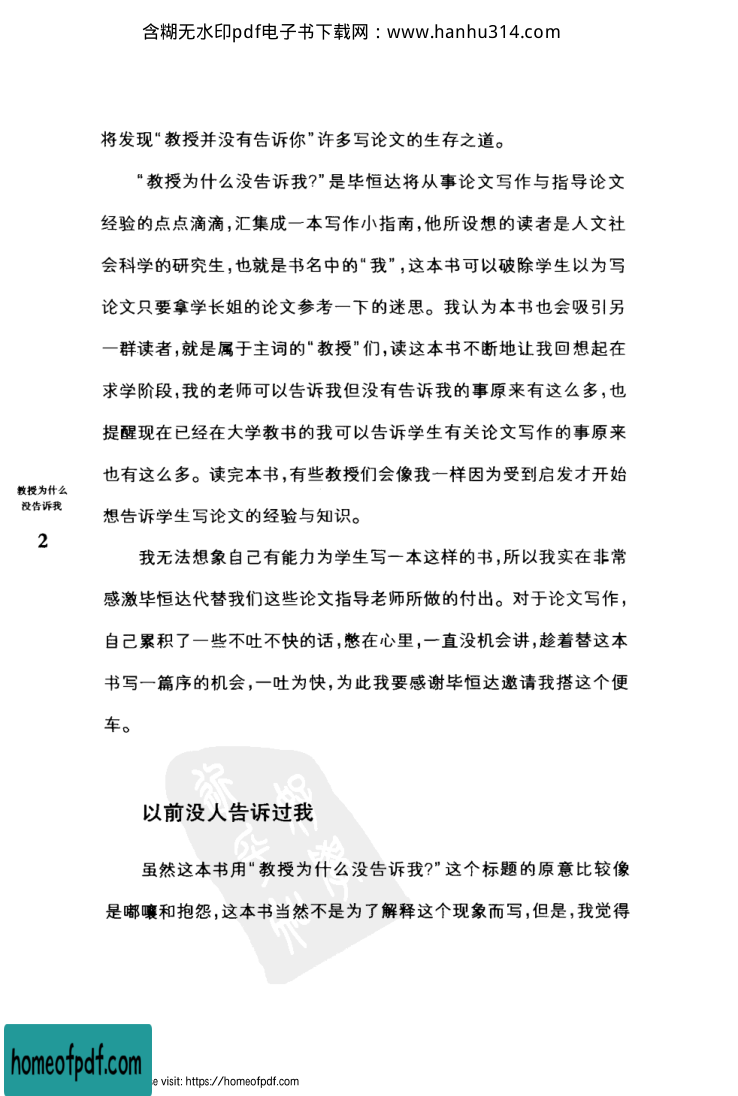 含糊无水印pdf电子书下载网：www.hanhu314.com
将发现“教授并没有告诉你”许多写论文的生存之道。
“教授为什么没告诉我?”是毕恒达将从事论文写作与指导论文
经验的点点滴滴,汇集成一本写作小指南,他所设想的读者是人文社
会科学的研究生,也就是书名中的“我”,这本书可以破除学生以为写
论文只要拿学长姐的论文参考一下的迷思。我认为本书也会吸引另
一群读者,就是属于主词的“教授”们,读这本书不断地让我回想起在
求学阶段,我的老师可以告诉我但没有告诉我的事原来有这么多,也
提醒现在已经在大学教书的我可以告诉学生有关论文写作的事原来
也有这么多。读完本书,有些教授们会像我一样因为受到启发才开始
想告诉学生写论文的经验与知识。
教授为什么
没告诉我
2
我无法想象自己有能力为学生写一本这样的书,所以我实在非常
感激毕恒达代替我们这些论文指导老师所做的付出。对于论文写作,
自己累积了一些不吐不快的话,憋在心里,一直没机会讲,趁着替这本
书写一篇序的机会,一吐为快,为此我要感谢毕恒达邀请我搭这个便
车。
以前没人告诉过我
虽然这本书用“教授为什么没告诉我?”这个标题的原意比较像
是嘟囔和抱怨,这本书当然不是为了解释这个现象而写,但是,我觉得
homeofpdf.com
e visit: https://homeofpdf.com